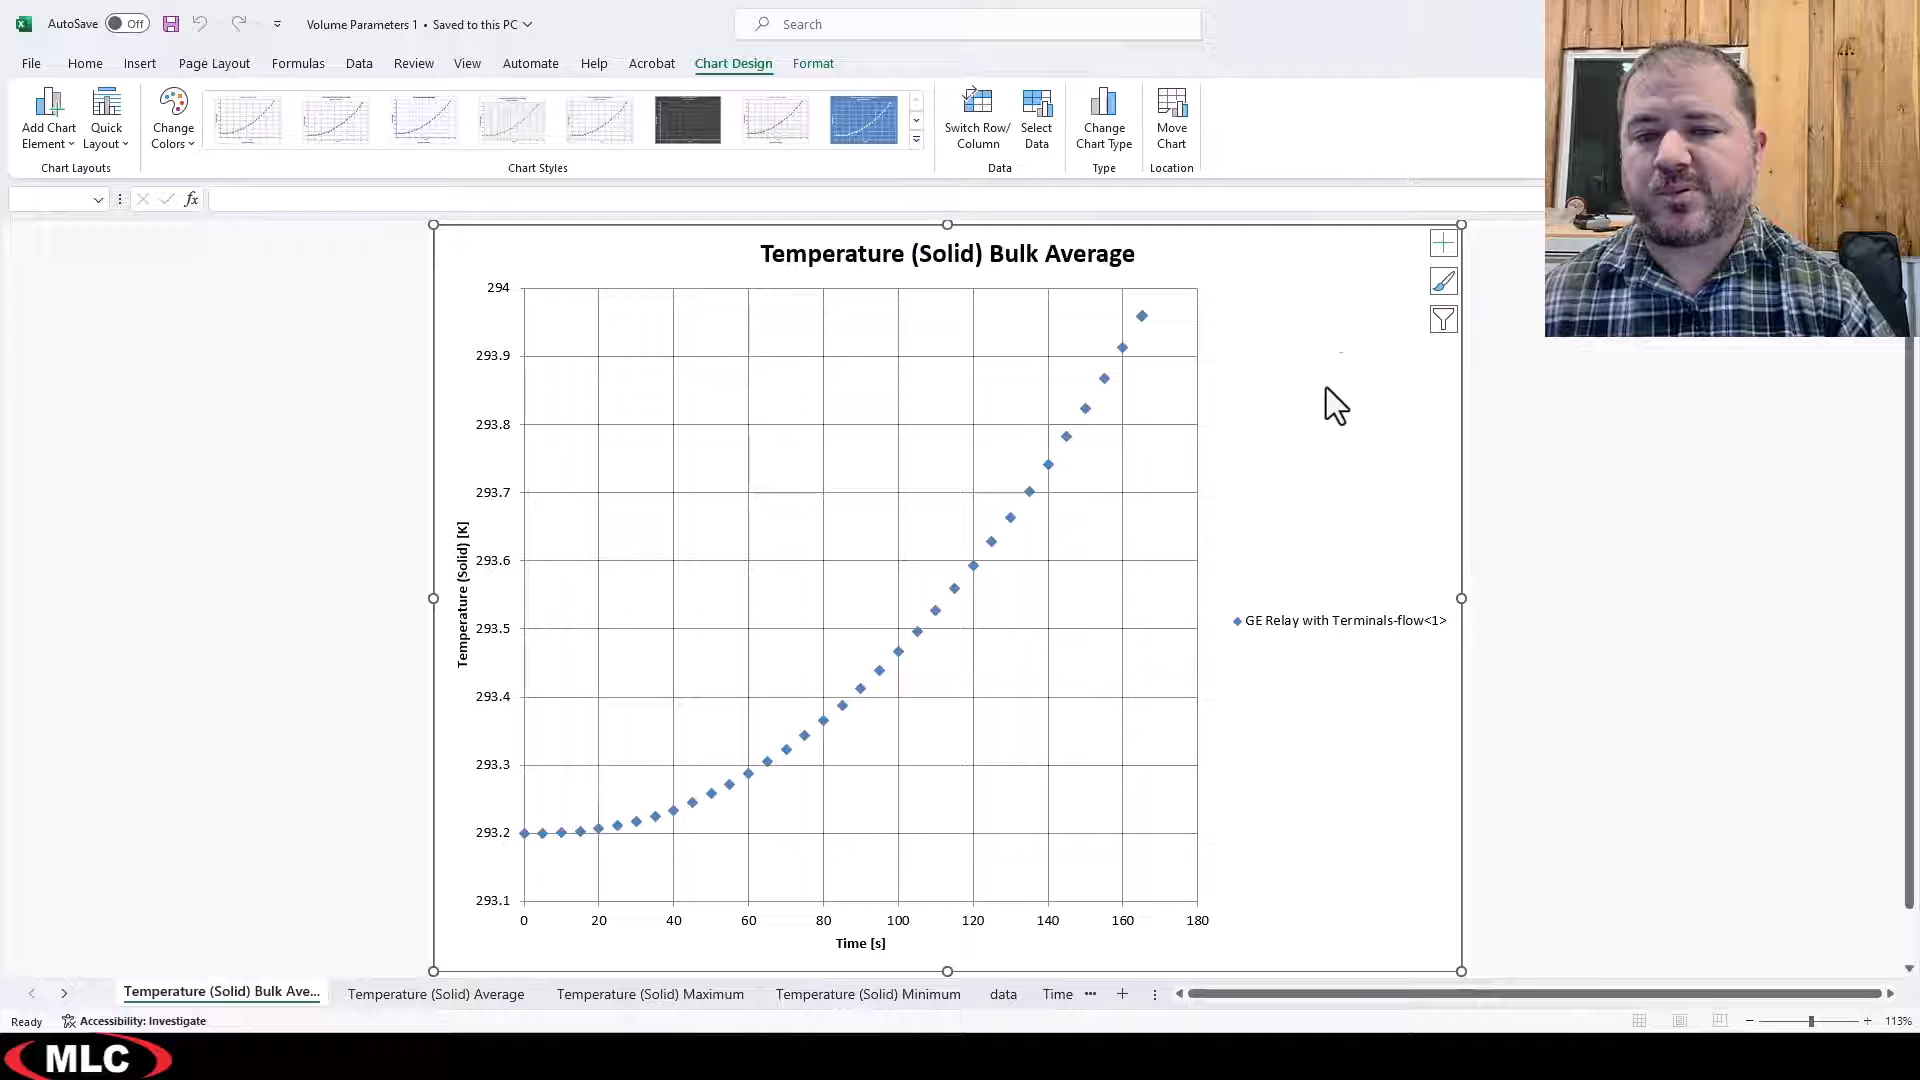 AutoSave Off
Volume Parameters 1 • Saved to this PC
Search
File Home Insert Page Layout Formulas Data Review View Automate Help Acrobat Chart Design Format
Add Chart Element
Quick Layout
Change Colors
Switch Row/ Column
Select Data
Change Chart Type
Move Chart
Chart Layouts Chart Styles Data Type Location
fx
Temperature (Solid) Bulk Average
294
293.9
293.8
293.7
293.6
293.5
293.4
293.3
293.2
293.1
Temperature (Solid) [K]
0 20 40 60 80 100 120 140 160 180
Time [s]
GE Relay with Terminals-flow<1>
Temperature (Solid) Bulk Ave... Temperature (Solid) Average Temperature (Solid) Maximum Temperature (Solid) Minimum data Time
Ready Accessibility: Investigate 113%
MLC